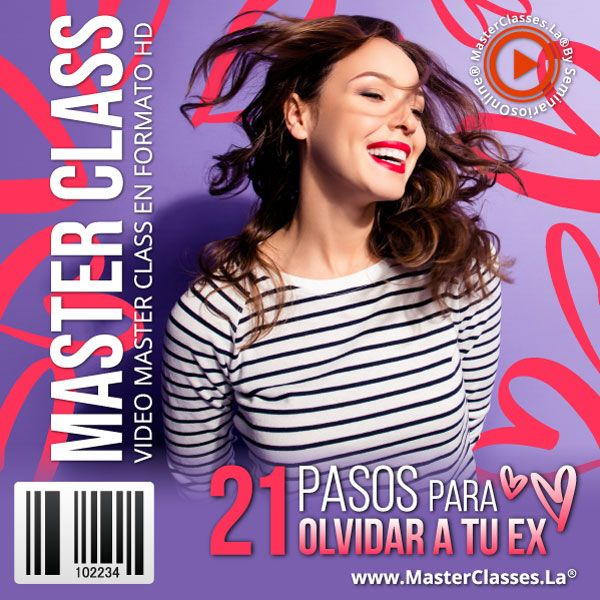 MASTER CLASS
VIDEO MASTER CLASS EN FORMATO HD
MasterClasses.La® By SeminariosOnline®
21 PASOS PARA
OLVIDAR A TU EX
102234
www.MasterClasses.La®